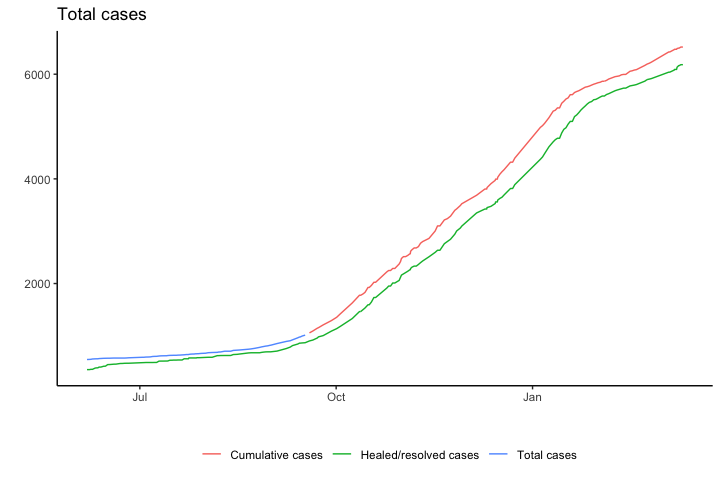 Total cases
6000
4000
2000
Jul Oct Jan
Cumulative cases Healed/resolved cases Total cases